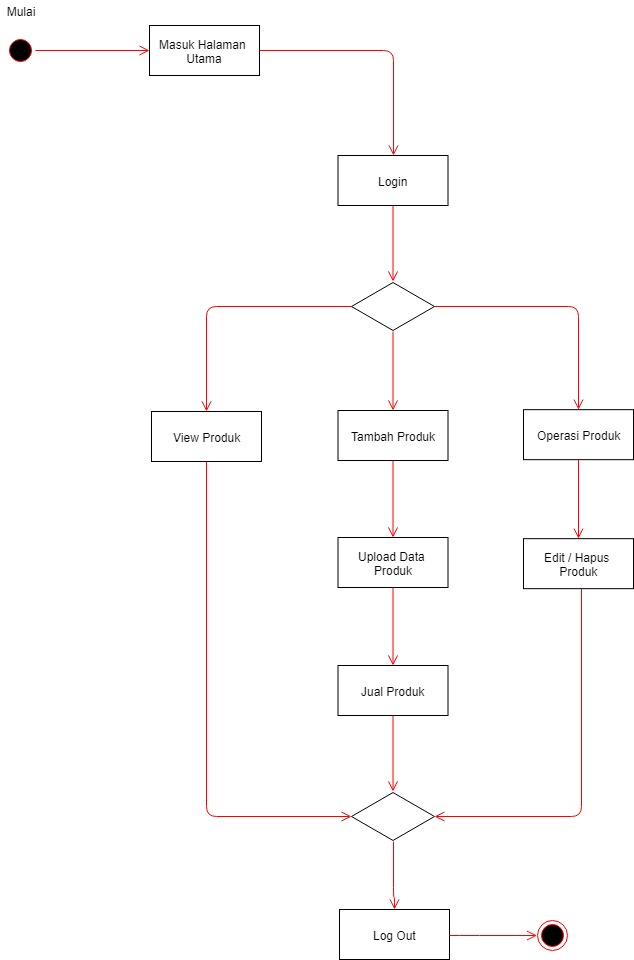 Mulai
Masuk Halaman
Utama
Login
View Produk
Tambah Produk
Operasi Produk
Upload Data
Produk
Edit / Hapus
Produk
Jual Produk
Log Out